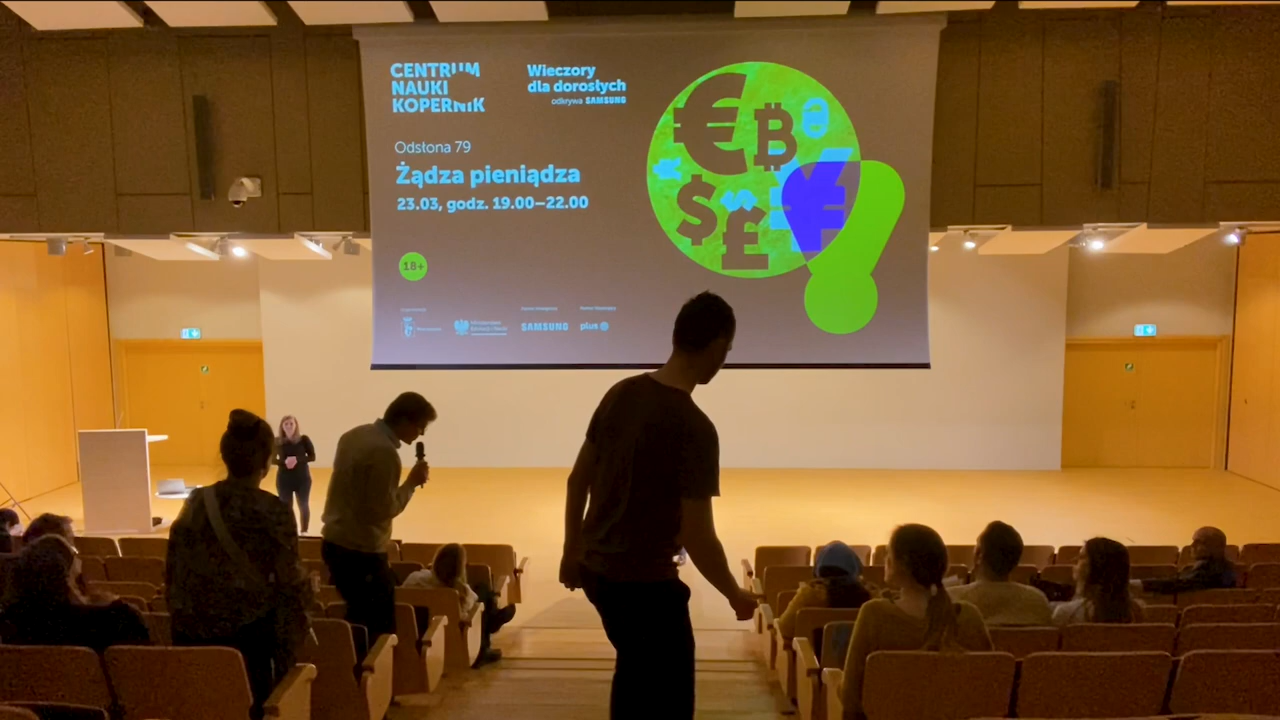 CENTRUM
NAUKI
KOPERNIK
Wieczory
dla dorosłych
odkrywa SAMSUNG
Odsłona 79
Żądza pieniądza
23.03, godz. 19.00–22.00
18+
SAMSUNG
plus